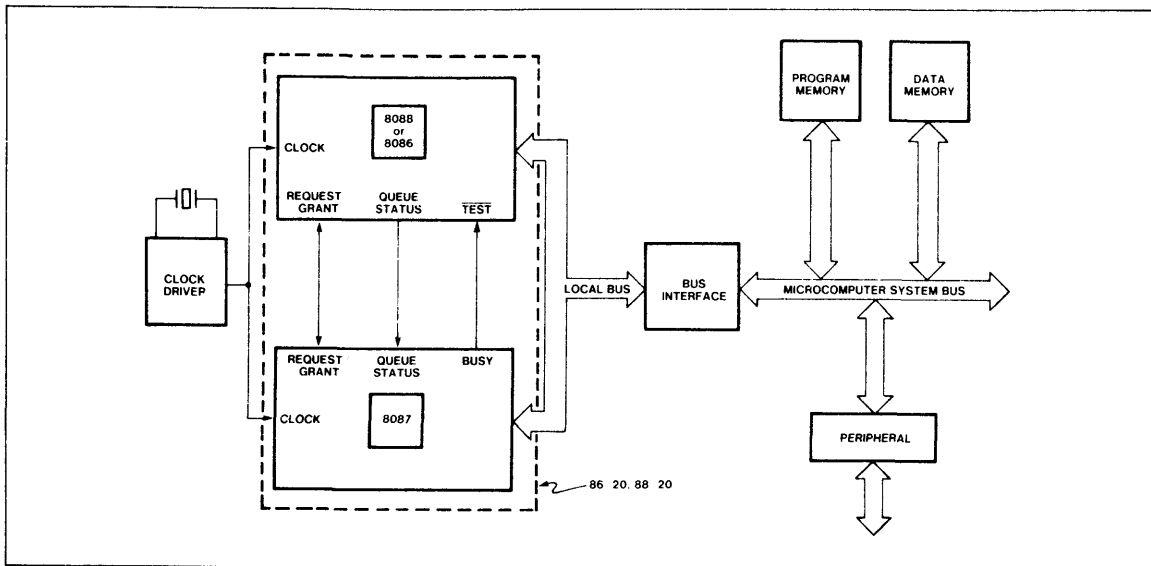 8088
or
8086
CLOCK
REQUEST
GRANT
QUEUE
STATUS
TEST
CLOCK
DRIVEP
REQUEST
GRANT
QUEUE
STATUS
BUSY
CLOCK
8087
86 20. 88 20
LOCAL BUS
BUS
INTERFACE
PROGRAM
MEMORY
DATA
MEMORY
MICROCOMPUTER SYSTEM BUS
PERIPHERAL